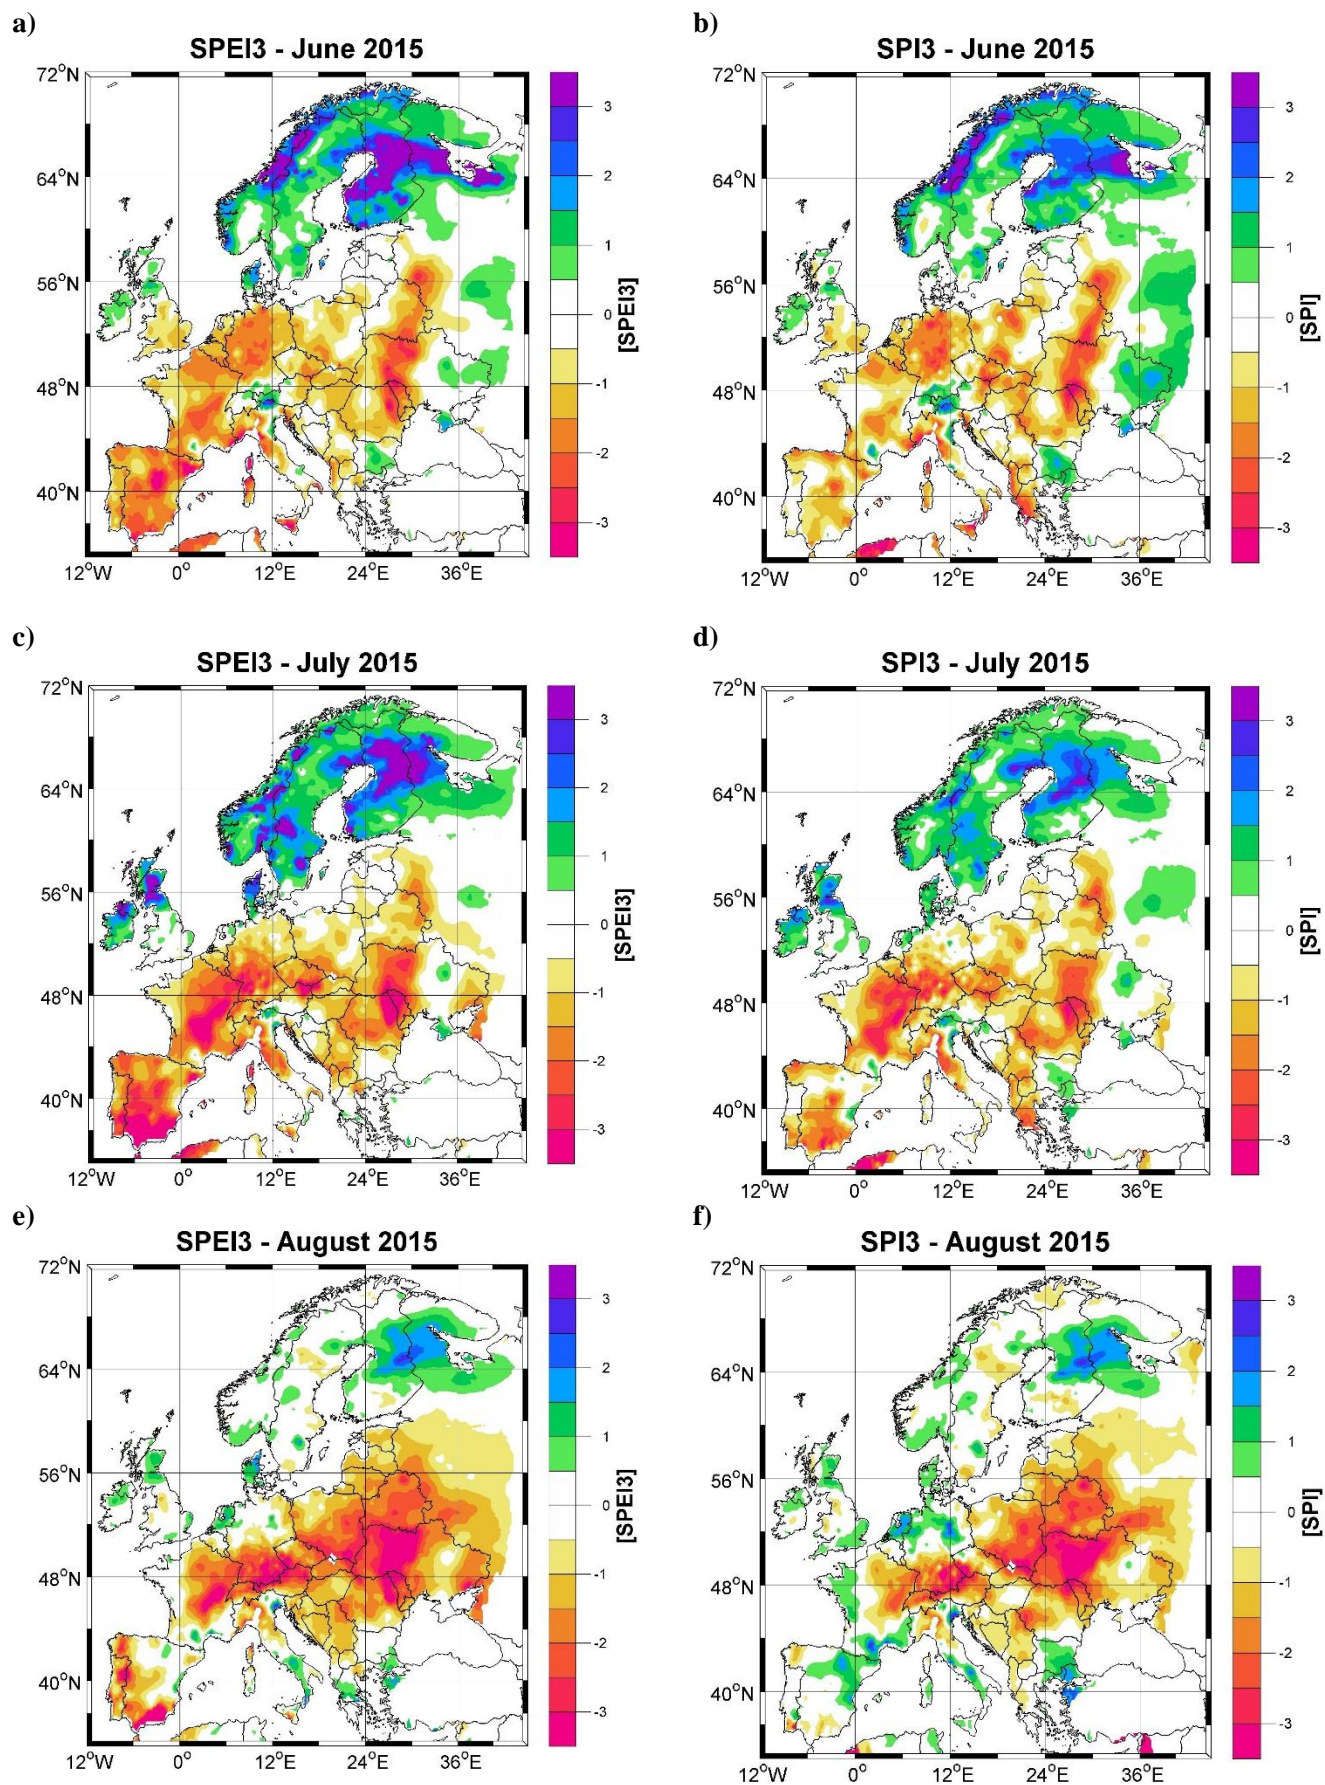 a)
SPEI3 - June 2015
72°N
64°N
56°N
48°N
40°N
12°W
0°
12°E
24°E
36°E
3
2
1
0
-1
-2
-3
[SPEI3]
b)
SPI3 - June 2015
72°N
64°N
56°N
48°N
40°N
12°W
0°
12°E
24°E
36°E
3
2
1
0
-1
-2
-3
[SPI]
c)
SPEI3 - July 2015
72°N
64°N
56°N
48°N
40°N
12°W
0°
12°E
24°E
36°E
3
2
1
0
-1
-2
-3
[SPEI3]
d)
SPI3 - July 2015
72°N
64°N
56°N
48°N
40°N
12°W
0°
12°E
24°E
36°E
3
2
1
0
-1
-2
-3
[SPI]
e)
SPEI3 - August 2015
72°N
64°N
56°N
48°N
40°N
12°W
0°
12°E
24°E
36°E
3
2
1
0
-1
-2
-3
[SPEI3]
f)
SPI3 - August 2015
72°N
64°N
56°N
48°N
40°N
12°W
0°
12°E
24°E
36°E
3
2
1
0
-1
-2
-3
[SPI]